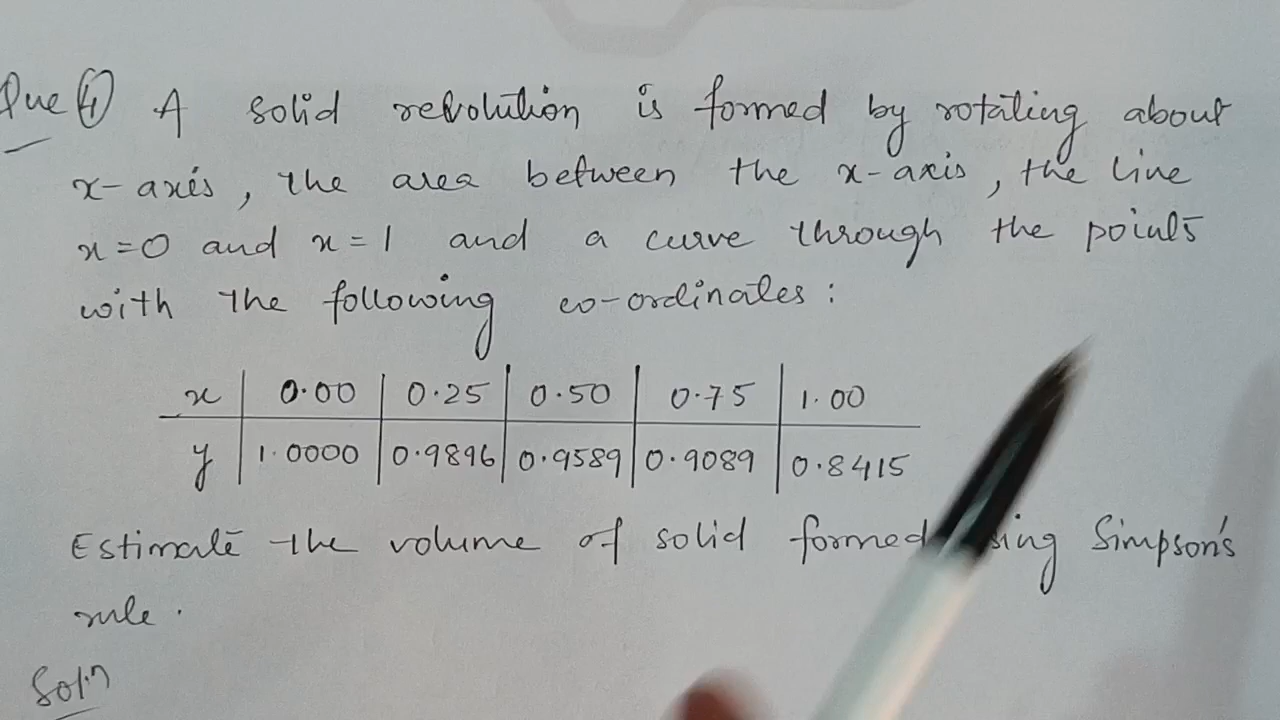 Que ④ A solid revolution is formed by rotating about
x-axis, the area between the x-axis, the line
x=0 and x=1 and a curve through the points
with the following co-ordinates:
x 0.00 0.25 0.50 0.75 1.00
y 1.0000 0.9896 0.9589 0.9089 0.8415
Estimate the volume of solid formed sing Simpson's
rule.
Solⁿ